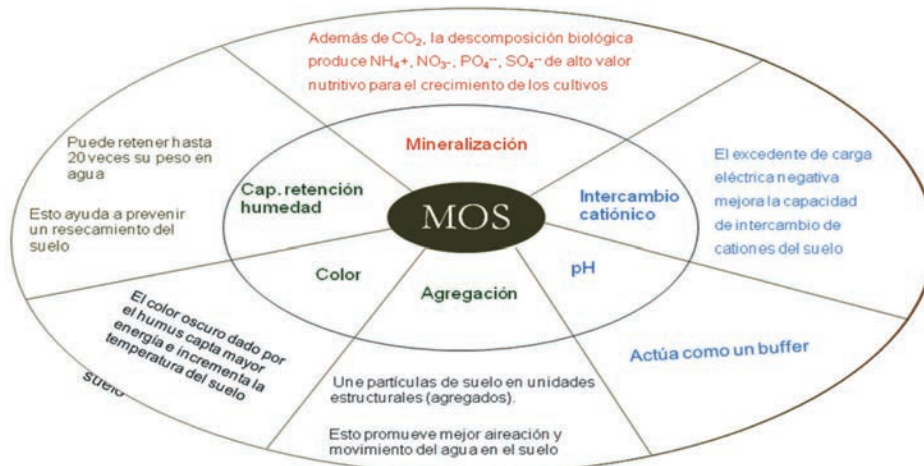 Además de CO₂, la descomposición biológica
produce NH₄+, NO₃-, PO₄--, SO₄-- de alto valor
nutritivo para el crecimiento de los cultivos
Mineralización
Puede retener hasta
20 veces su peso en
agua
Esto ayuda a prevenir
un resecamiento del
suelo
Cap. retención
humedad
MOS
Intercambio
catiónico
El excedente de carga
eléctrica negativa
mejora la capacidad
de intercambio de
cationes del suelo
Color
Agregación
pH
El color oscuro dado por
el humus capta mayor
energía e incrementa la
temperatura del suelo
suelo
Une partículas de suelo en unidades
estructurales (agregados).
Esto promueve mejor aireación y
movimiento del agua en el suelo
Actúa como un buffer